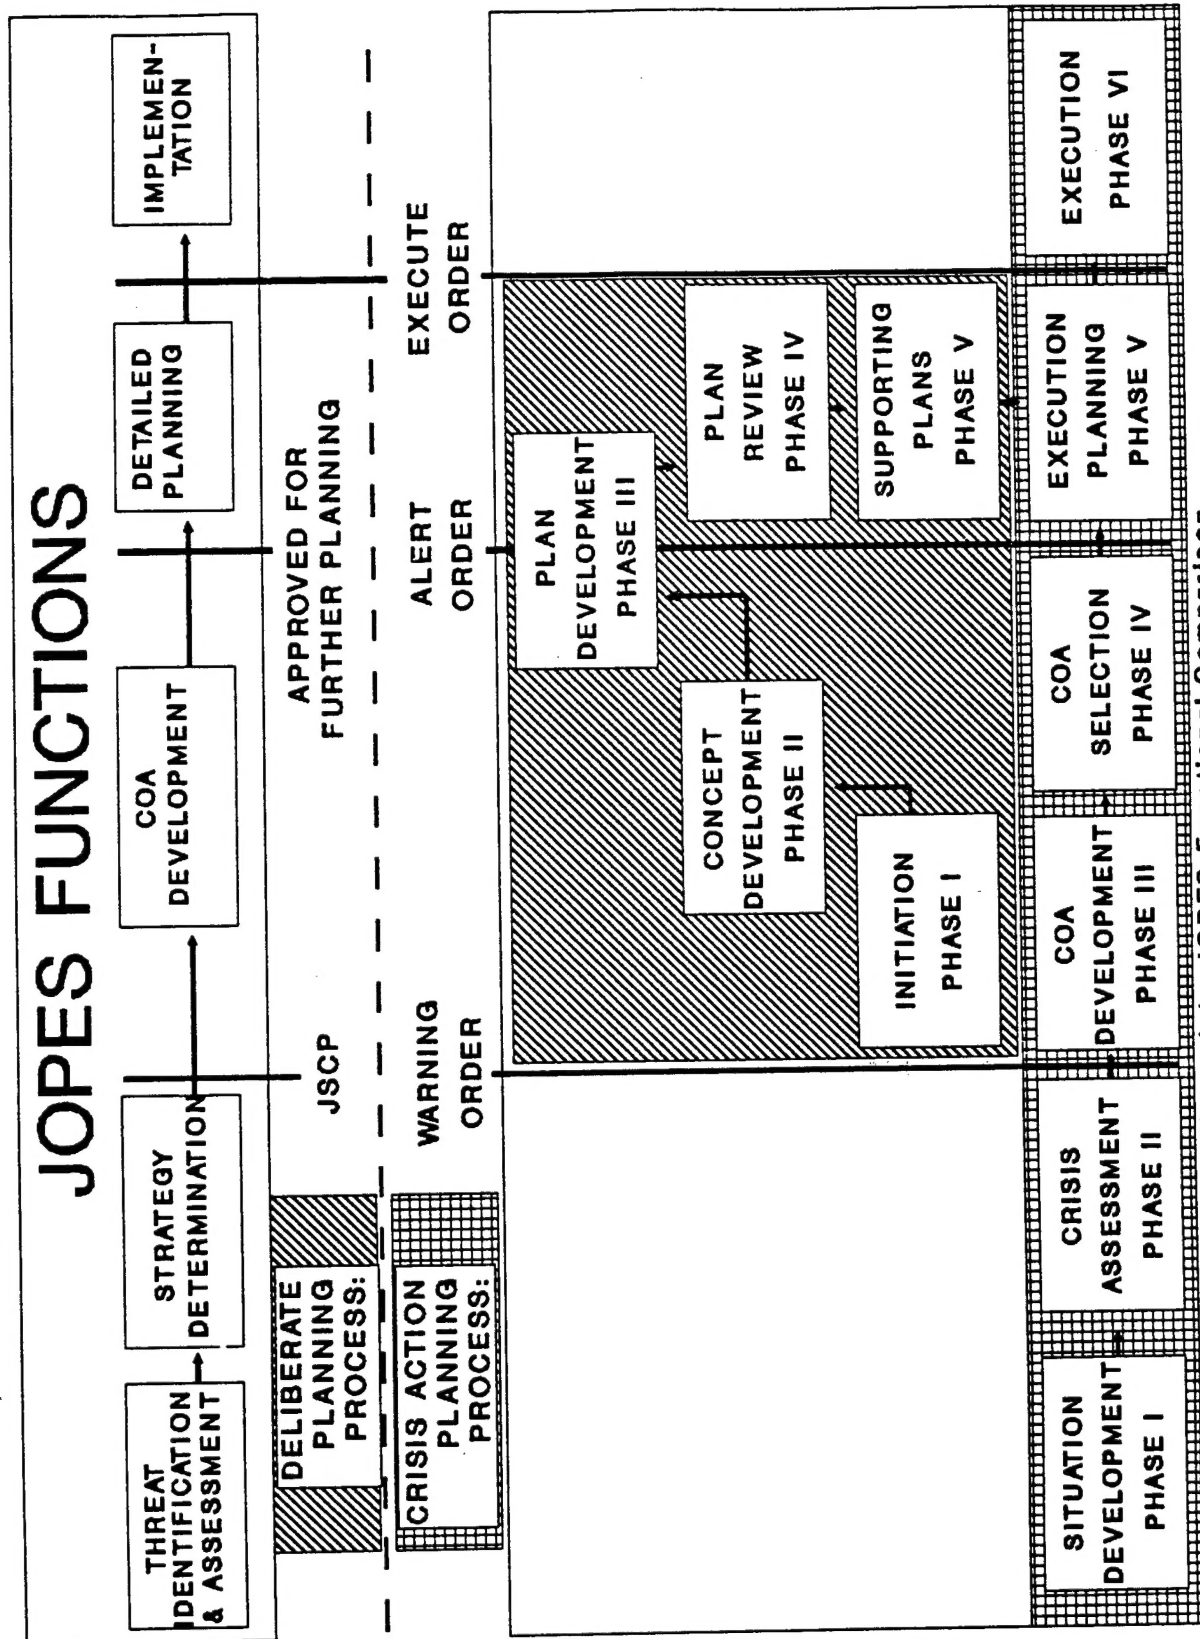 JOPES FUNCTIONS
THREAT
IDENTIFICATION
& ASSESSMENT
STRATEGY
DETERMINATION
COA
DEVELOPMENT
DETAILED
PLANNING
IMPLEMEN-
TATION
DELIBERATE
PLANNING
PROCESS:
JSCP
APPROVED FOR
FURTHER PLANNING
CRISIS ACTION
PLANNING
PROCESS:
WARNING
ORDER
ALERT
ORDER
EXECUTE
ORDER
INITIATION
PHASE I
CONCEPT
DEVELOPMENT
PHASE II
PLAN
DEVELOPMENT
PHASE III
PLAN
REVIEW
PHASE IV
SUPPORTING
PLANS
PHASE V
SITUATION
DEVELOPMENT
PHASE I
CRISIS
ASSESSMENT
PHASE II
COA
DEVELOPMENT
PHASE III
COA
SELECTION
PHASE IV
EXECUTION
PLANNING
PHASE V
EXECUTION
PHASE VI
JOPES Functional Comparison